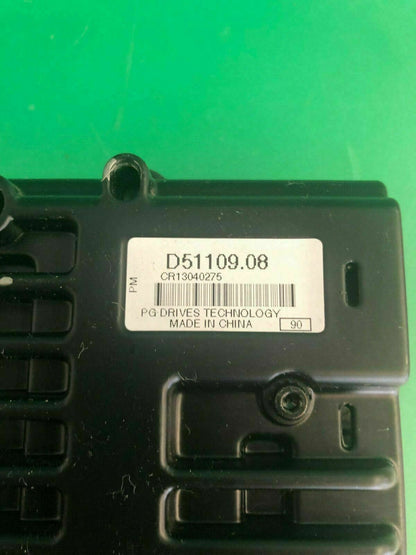 PM
D51109.08
CR13040275
PG DRIVES TECHNOLOGY
MADE IN CHINA
90